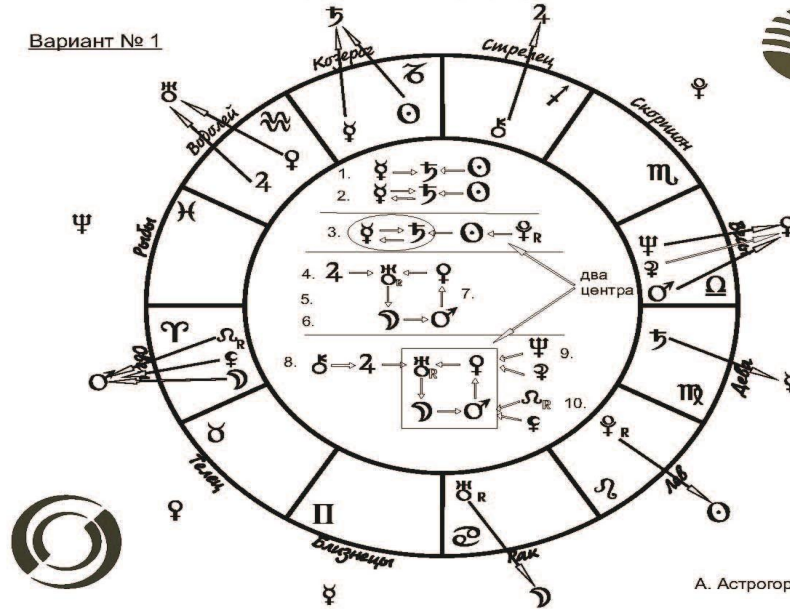 Вариант № 1
Козерог
Стрелец
Скорпион
Водолей
Рыбы
Весы
Овен
Дева
Телец
Лев
Близнецы
Рак
♄
♃
♅
♆
♇
♑
♐
♏
♒
♓
♎
♈
♍
♉
♌
♊
♋
1. ☿ → ♄ ← ☉
2. ☿ ⇄ ♄ ← ☉
3. ☿ ⇄ ♄ ← ☉ ← ♇ R
4. ♃ → ♅ R ← ♀
5.
7.
6. ☽ → ♂
два
центра
8. ⚷ → ♃ → ♅ R ← ♀ ← ♆ 9.
☽ → ♂ ← ☊ R 10.
А. Астрогор